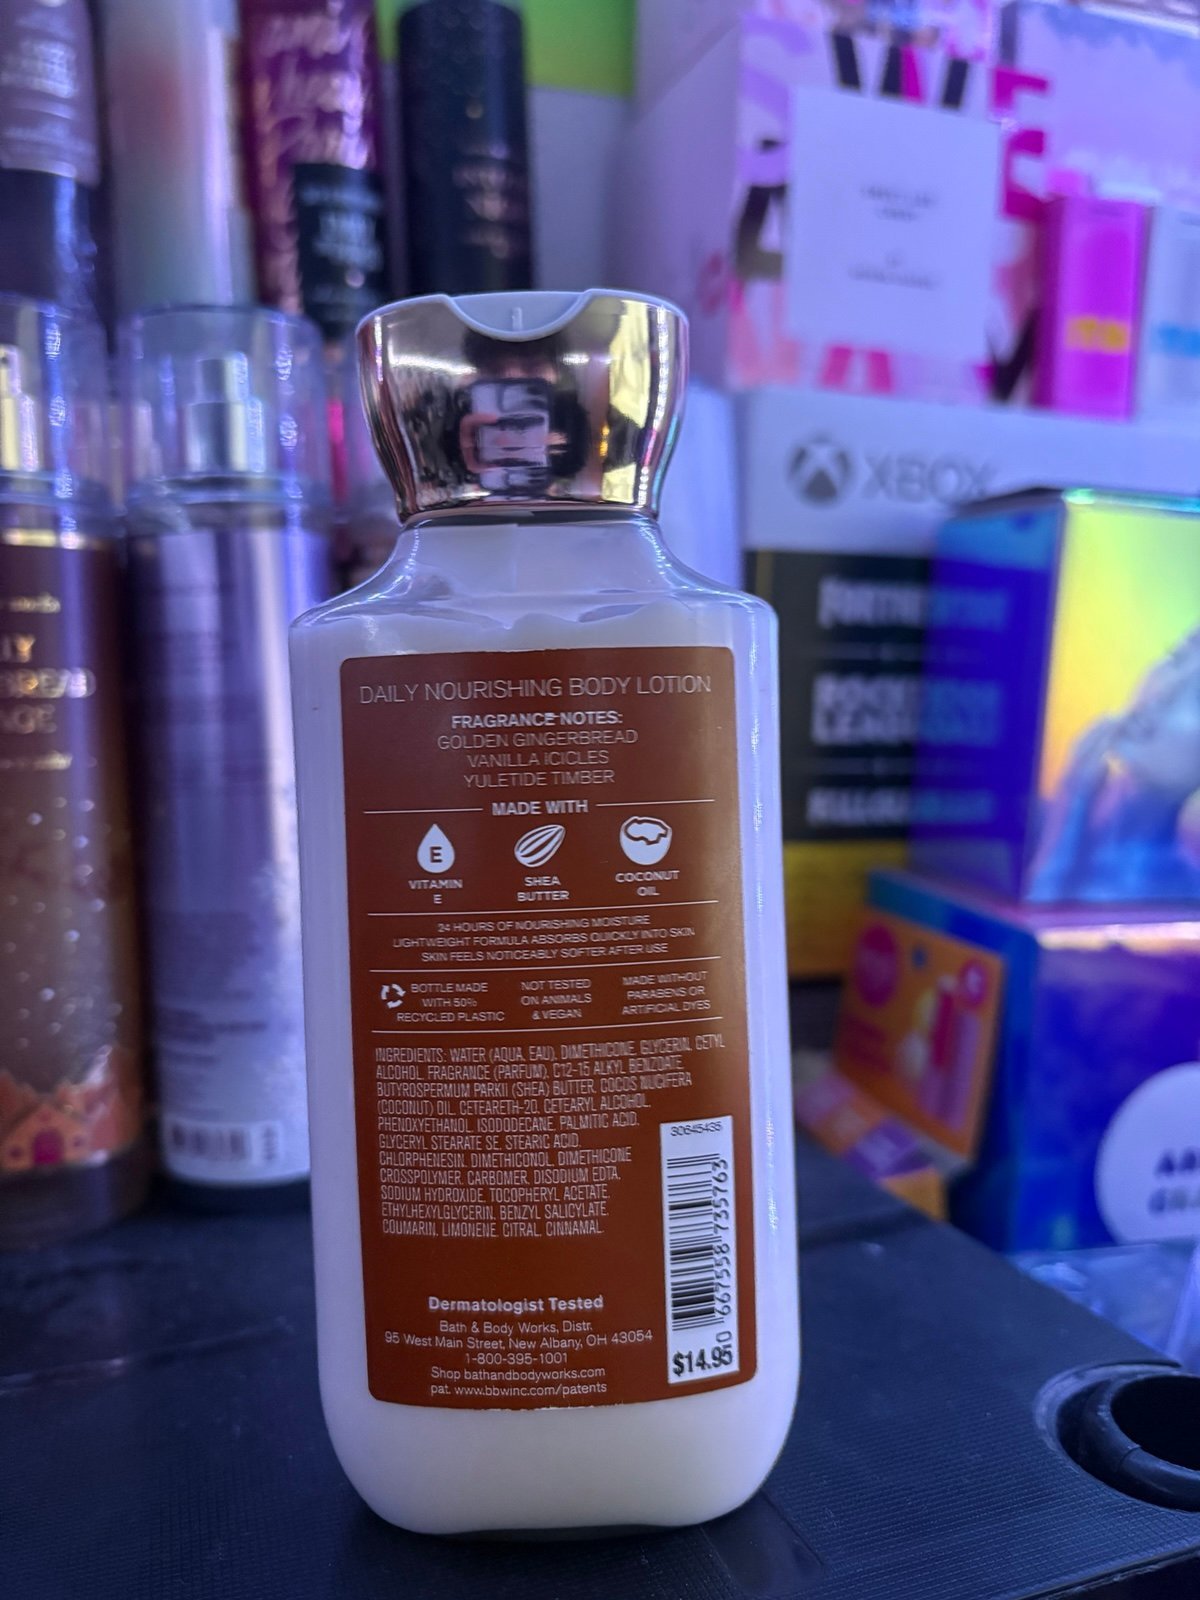 XBOX
DAILY NOURISHING BODY LOTION
FRAGRANCE NOTES:
GOLDEN GINGERBREAD
VANILLA ICICLES
YULETIDE TIMBER
MADE WITH
E
VITAMIN
E
SHEA
BUTTER
COCONUT
OIL
24 HOURS OF NOURISHING MOISTURE
LIGHTWEIGHT FORMULA ABSORBS QUICKLY INTO SKIN
SKIN FEELS NOTICEABLY SOFTER AFTER USE
BOTTLE MADE
WITH 50%
RECYCLED PLASTIC
NOT TESTED
ON ANIMALS
& VEGAN
MADE WITHOUT
PARABENS OR
ARTIFICIAL DYES
INGREDIENTS: WATER (AQUA, EAU), DIMETHICONE, GLYCERIN, CETYL
ALCOHOL, FRAGRANCE (PARFUM), C12-15 ALKYL BENZOATE,
BUTYROSPERMUM PARKII (SHEA) BUTTER, COCOS NUCIFERA
(COCONUT) OIL, CETEARETH-20, CETEARYL ALCOHOL,
PHENOXYETHANOL, ISODODECANE, PALMITIC ACID,
GLYCERYL STEARATE SE, STEARIC ACID,
CHLORPHENESIN, DIMETHICONOL, DIMETHICONE
CROSSPOLYMER, CARBOMER, DISODIUM EDTA,
SODIUM HYDROXIDE, TOCOPHERYL ACETATE,
ETHYLHEXYLGLYCERIN, BENZYL SALICYLATE,
COUMARIN, LIMONENE, CITRAL, CINNAMAL.
30645435
0 667558 735763
$14.95
Dermatologist Tested
Bath & Body Works, Distr.
95 West Main Street, New Albany, OH 43054
1-800-395-1001
Shop bathandbodyworks.com
pat. www.bbwinc.com/patents